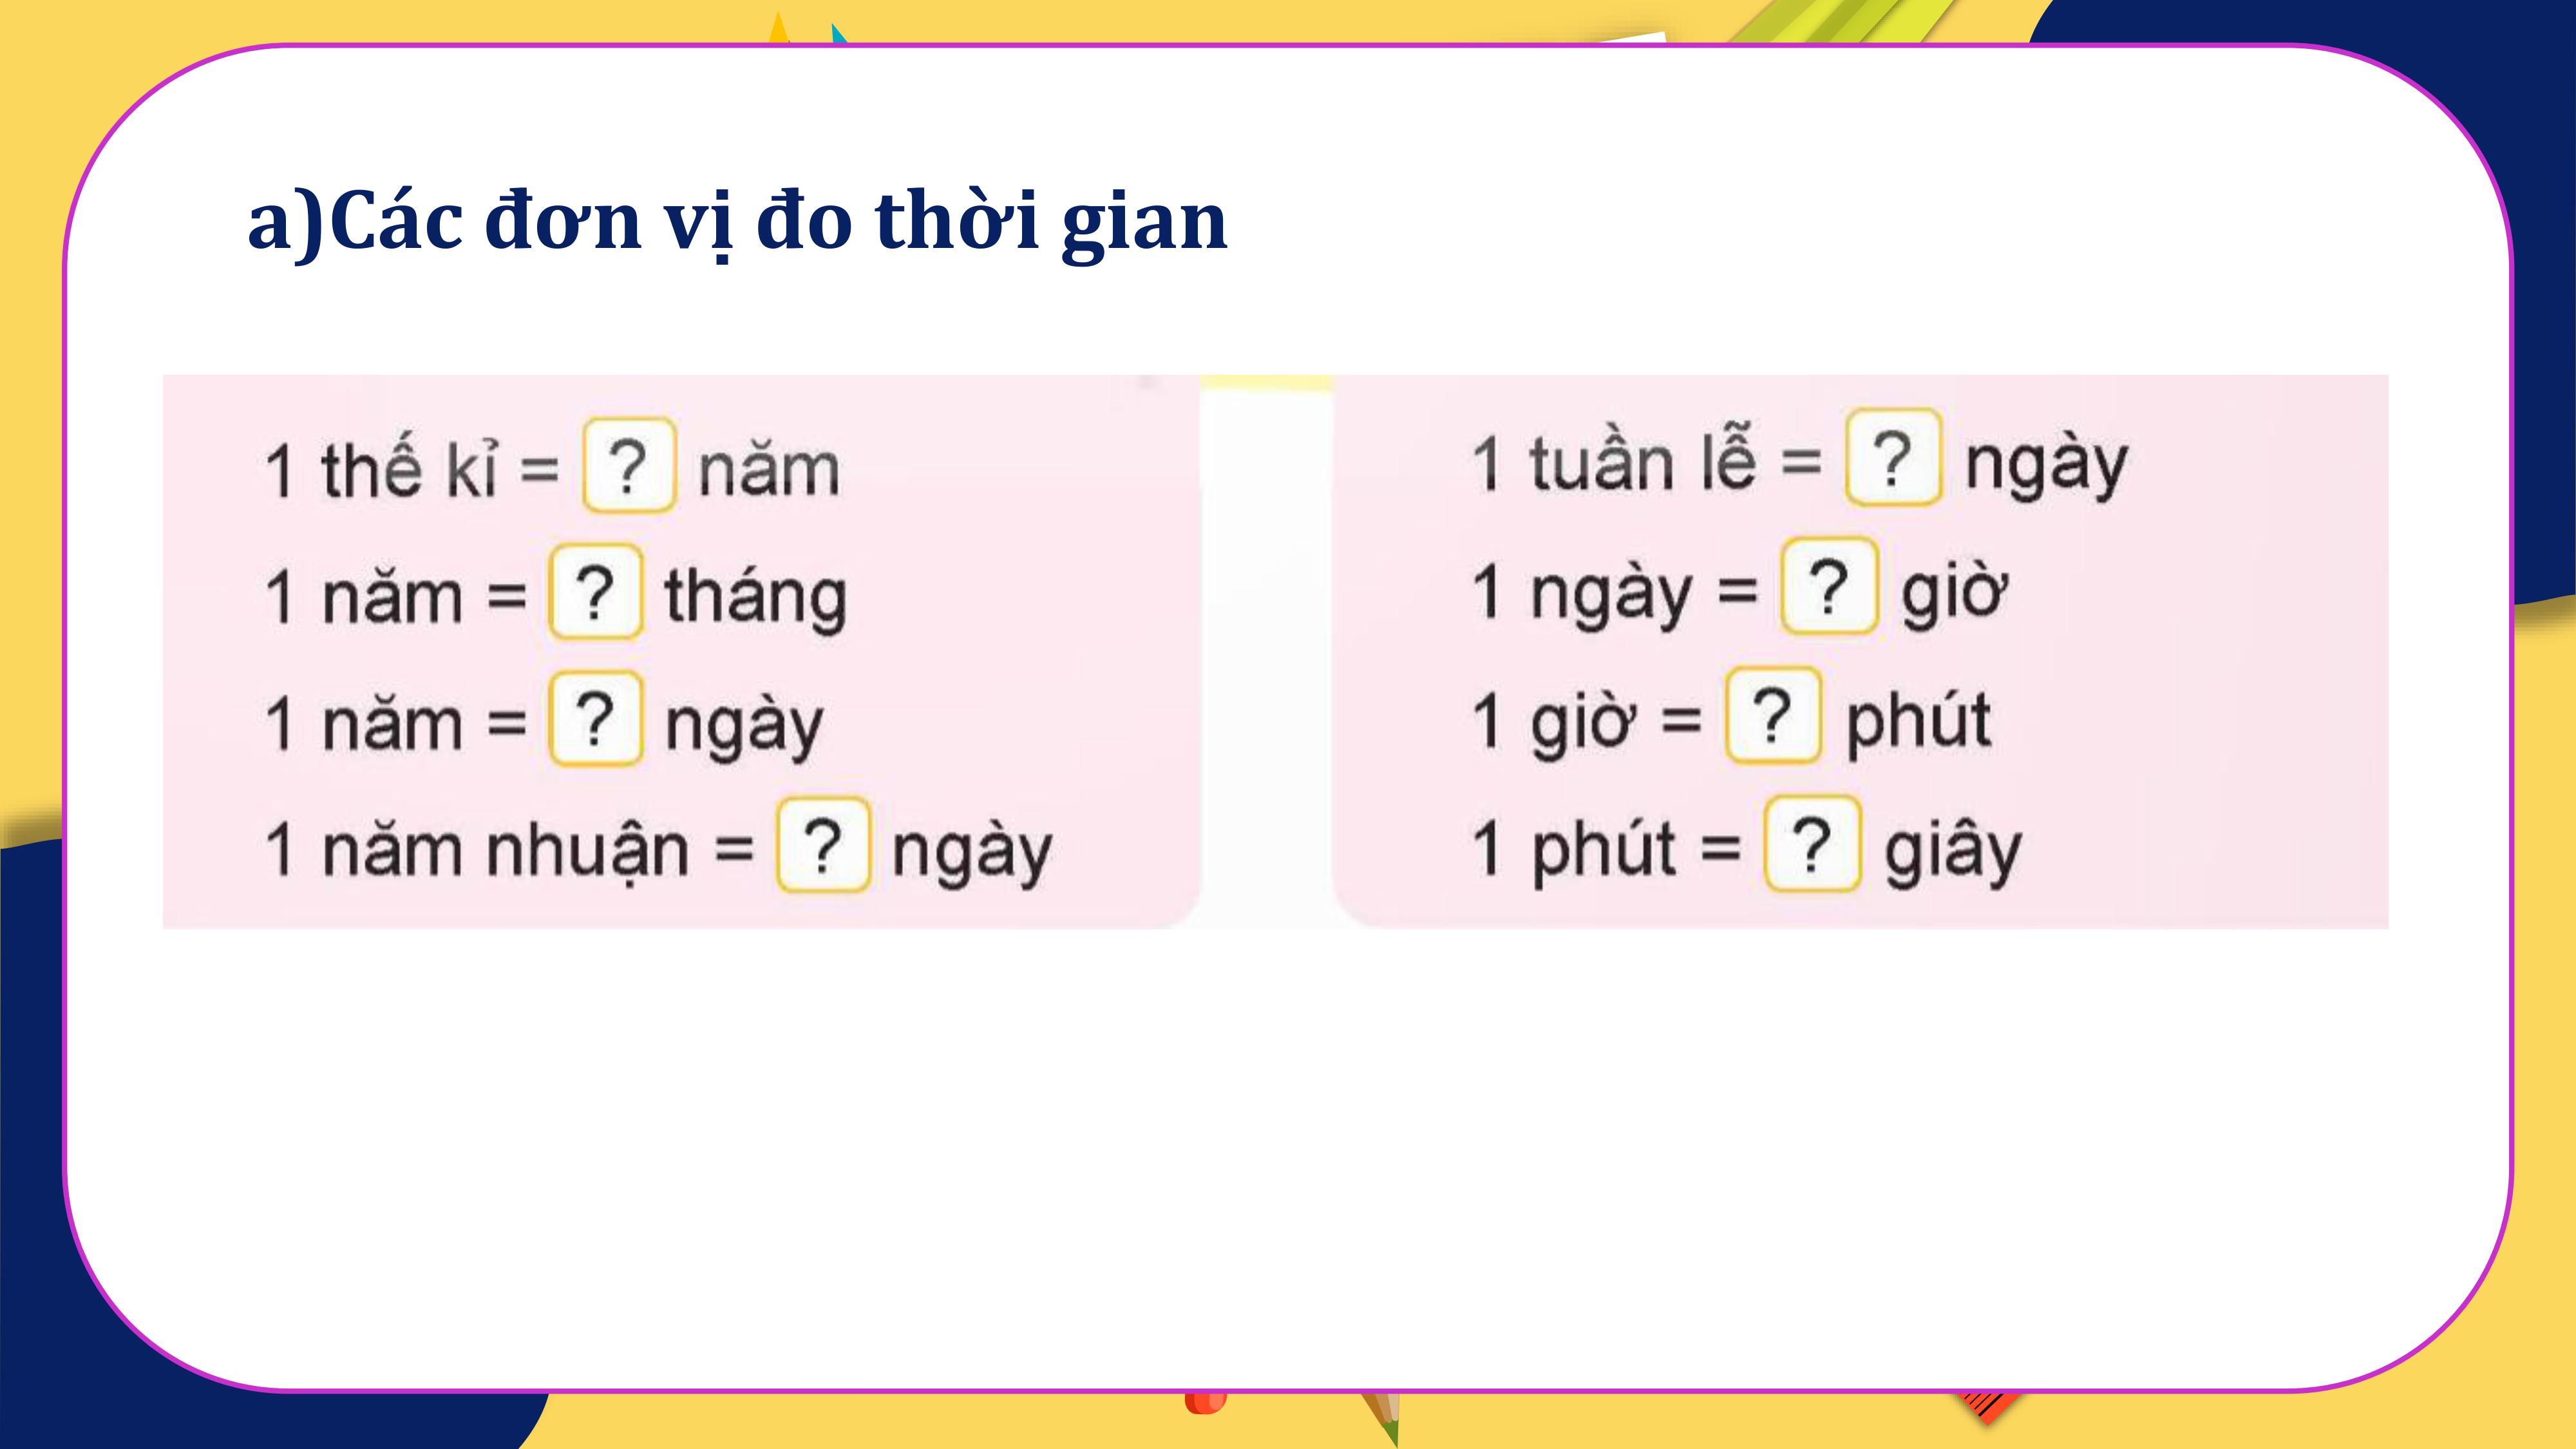 a)Các đơn vị đo thời gian
1 thế kỉ = ? năm
1 năm = ? tháng
1 năm = ? ngày
1 năm nhuận = ? ngày
1 tuần lễ = ? ngày
1 ngày = ? giờ
1 giờ = ? phút
1 phút = ? giây